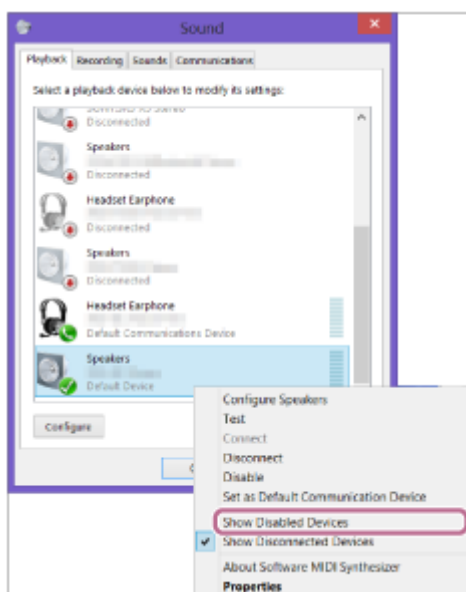 Sound
Playback Recording Sounds Communications
Select a playback device below to modify its settings:
Disconnected
Speakers
Disconnected
Headset Earphone
Disconnected
Speakers
Disconnected
Headset Earphone
Default Communications Device
Speakers
Default Device
Configure
Configure Speakers
Test
Connect
Disconnect
Disable
Set as Default Communication Device
Show Disabled Devices
Show Disconnected Devices
About Software MIDI Synthesizer
Properties